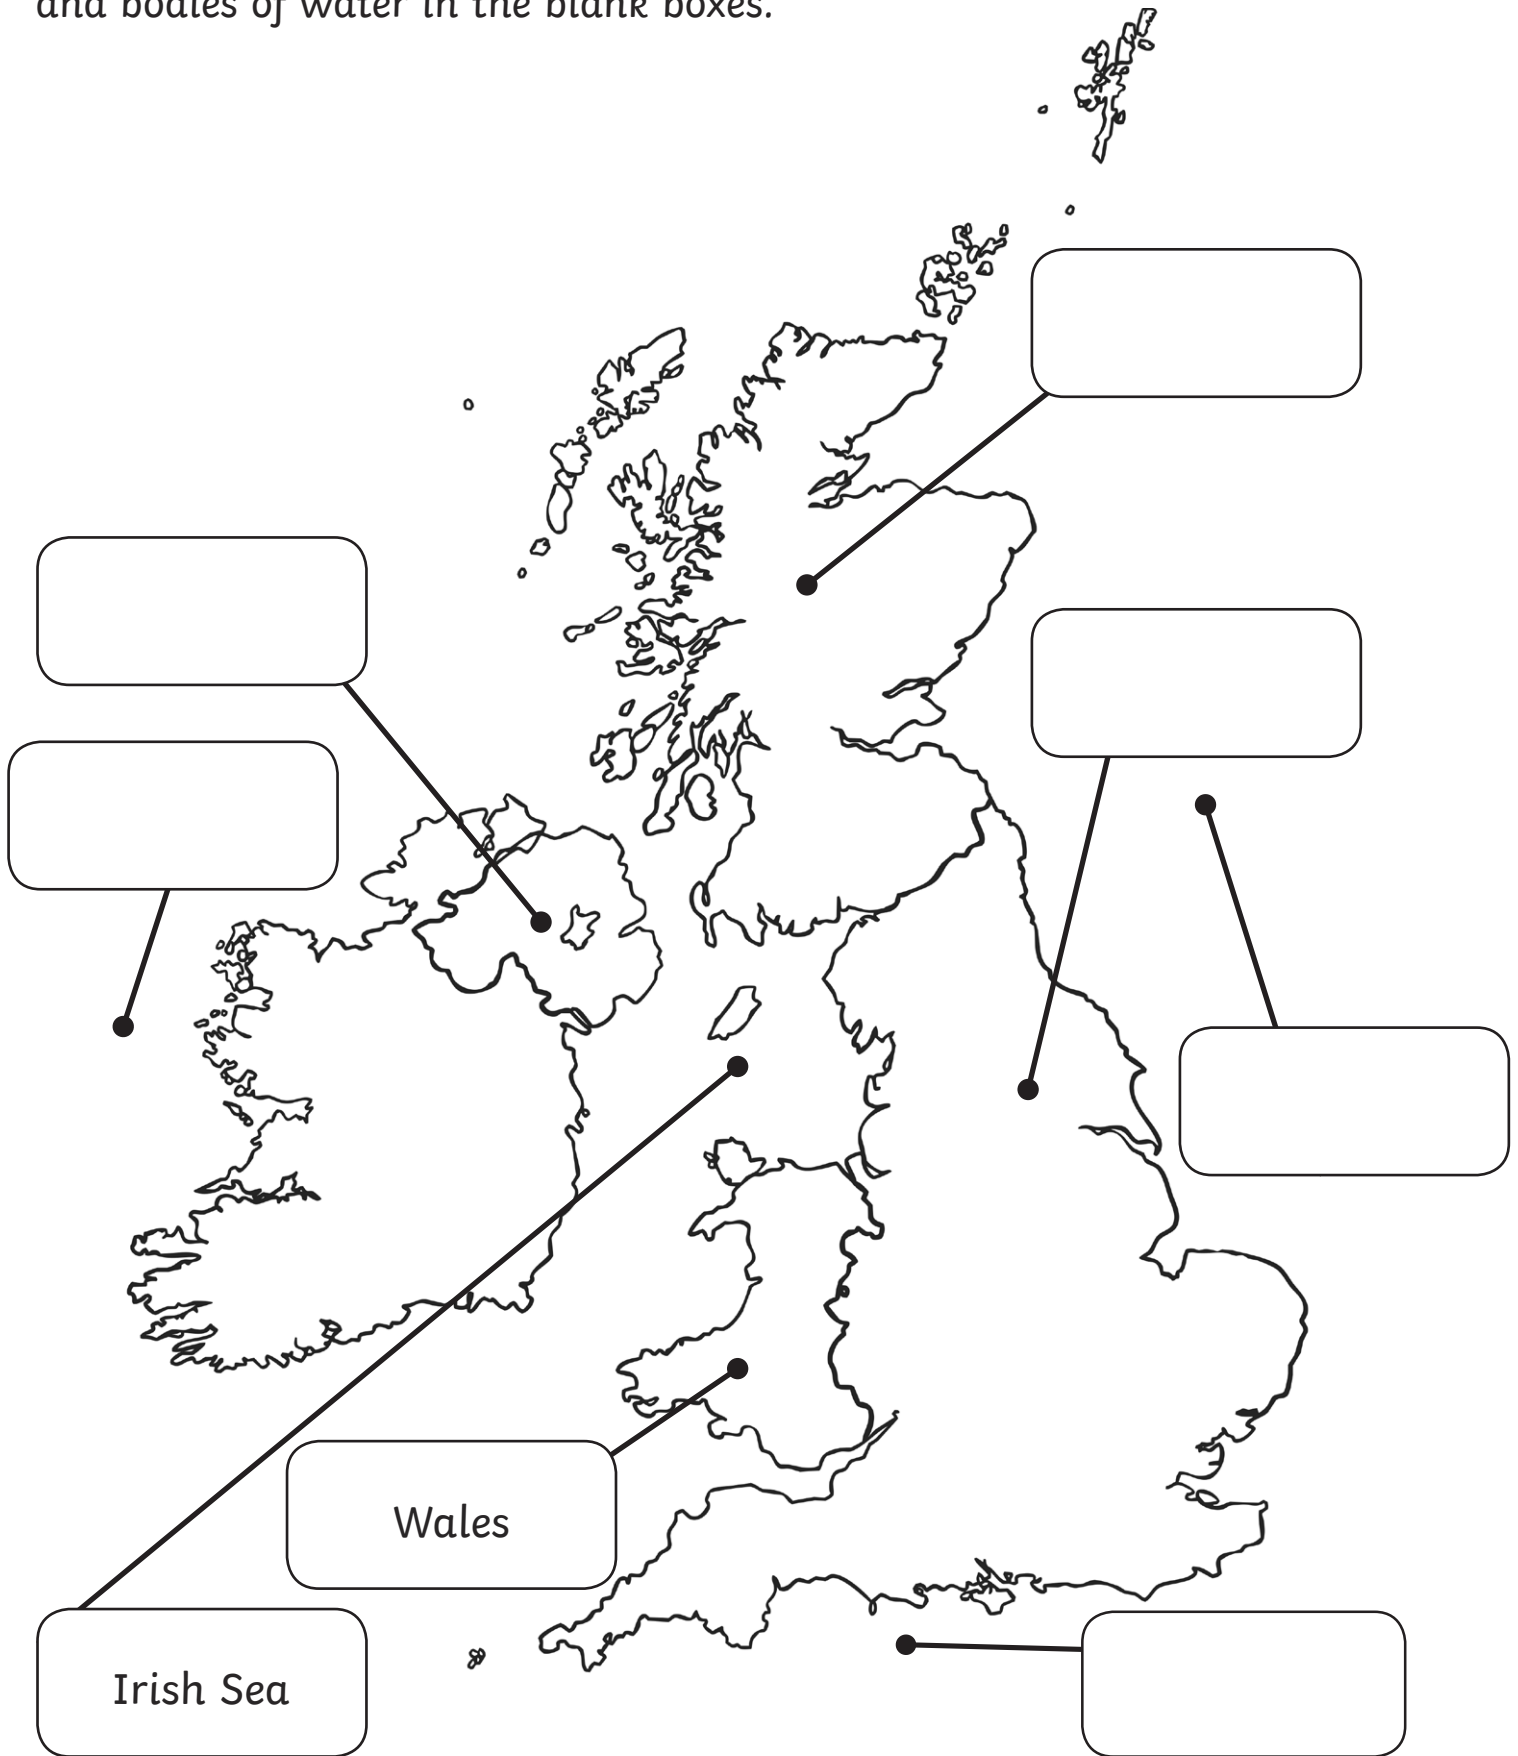 and bodies of water in the blank boxes.
Wales
Irish Sea